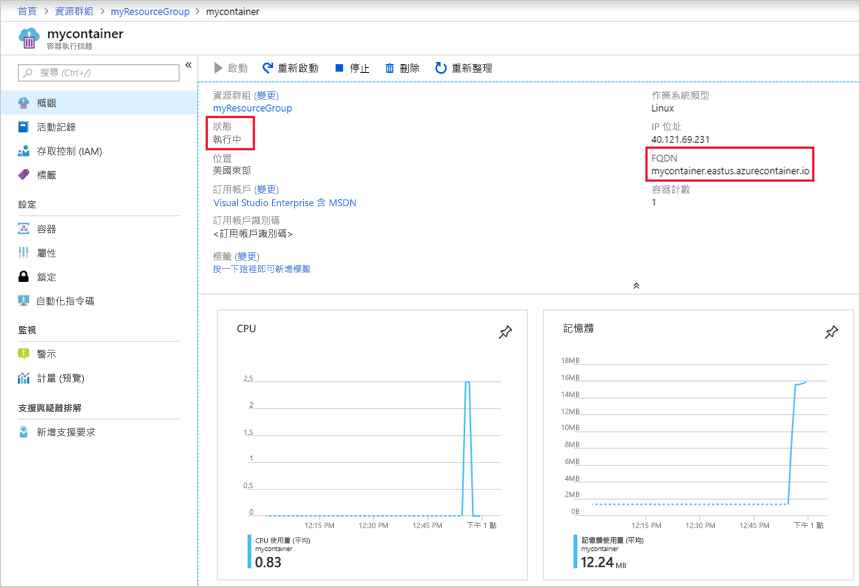 首頁 > 資源群組 > myResourceGroup > mycontainer
mycontainer
容器執行個體
搜尋 (Ctrl+/)
«
概觀
活動記錄
存取控制 (IAM)
標籤
設定
容器
屬性
鎖定
自動化指令碼
監視
警示
計量 (預覽)
支援與疑難排解
新增支援要求
啟動 重新啟動 停止 刪除 重新整理
資源群組 (變更)
myResourceGroup
狀態
執行中
位置
美國東部
訂用帳戶 (變更)
Visual Studio Enterprise 含 MSDN
訂用帳戶識別碼
<訂用帳戶識別碼>
標籤 (變更)
按一下這裡即可新增標籤
作業系統類型
Linux
IP 位址
40.121.69.231
FQDN
mycontainer.eastus.azurecontainer.io
容器計數
1
CPU
2,5
2
1,5
1
0,5
0
12:15 PM 12:30 PM 12:45 PM 下午 1 點
CPU 使用量 (平均)
mycontainer
0.83
記憶體
18MB
16MB
14MB
12MB
10MB
8MB
6MB
4MB
2MB
0B
12:15 PM 12:30 PM 12:45 PM 下午 1 點
記憶體使用量 (平均)
mycontainer
12.24 MB